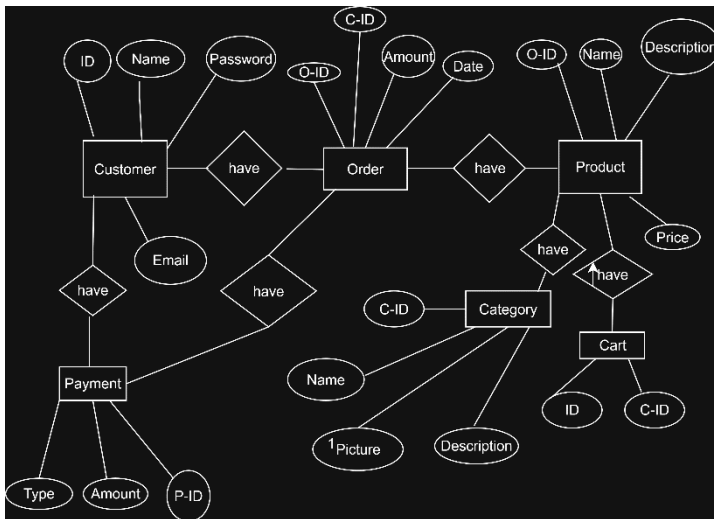 C-ID
ID
Name
Password
O-ID
Amount
Date
O-ID
Name
Description
Customer
have
Order
have
Product
Email
have
have
have
have
Price
C-ID
Category
Cart
Payment
Name
ID
C-ID
1Picture
Description
Type
Amount
P-ID